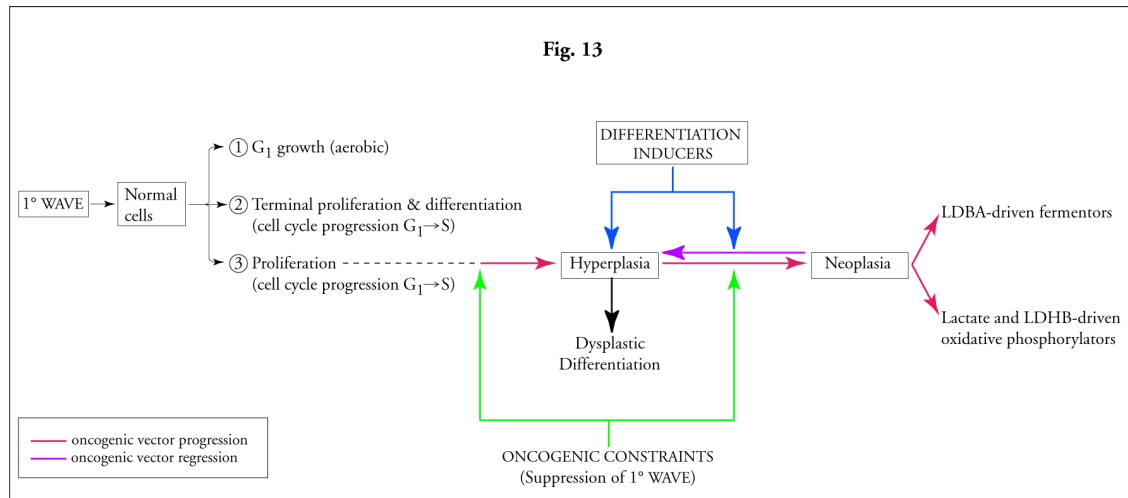 Fig. 13
DIFFERENTIATION
INDUCERS
① G1 growth (aerobic)
1° WAVE
Normal
cells
② Terminal proliferation & differentiation
(cell cycle progression G1→S)
③ Proliferation
(cell cycle progression G1→S)
Hyperplasia
Neoplasia
LDBA-driven fermentors
Lactate and LDHB-driven
oxidative phosphorylators
Dysplastic
Differentiation
oncogenic vector progression
oncogenic vector regression
ONCOGENIC CONSTRAINTS
(Suppression of 1° WAVE)